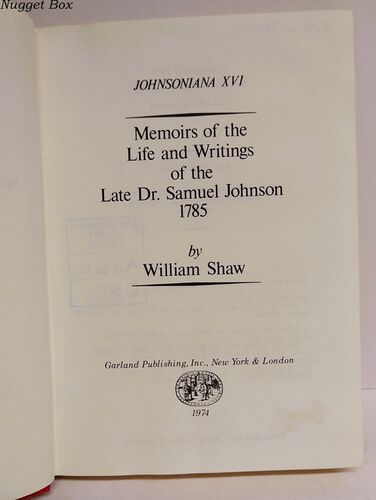 Nugget Box
JOHNSONIANA XVI
Memoirs of the
Life and Writings
of the
Late Dr. Samuel Johnson
1785
by
William Shaw
Garland Publishing, Inc., New York & London
1974